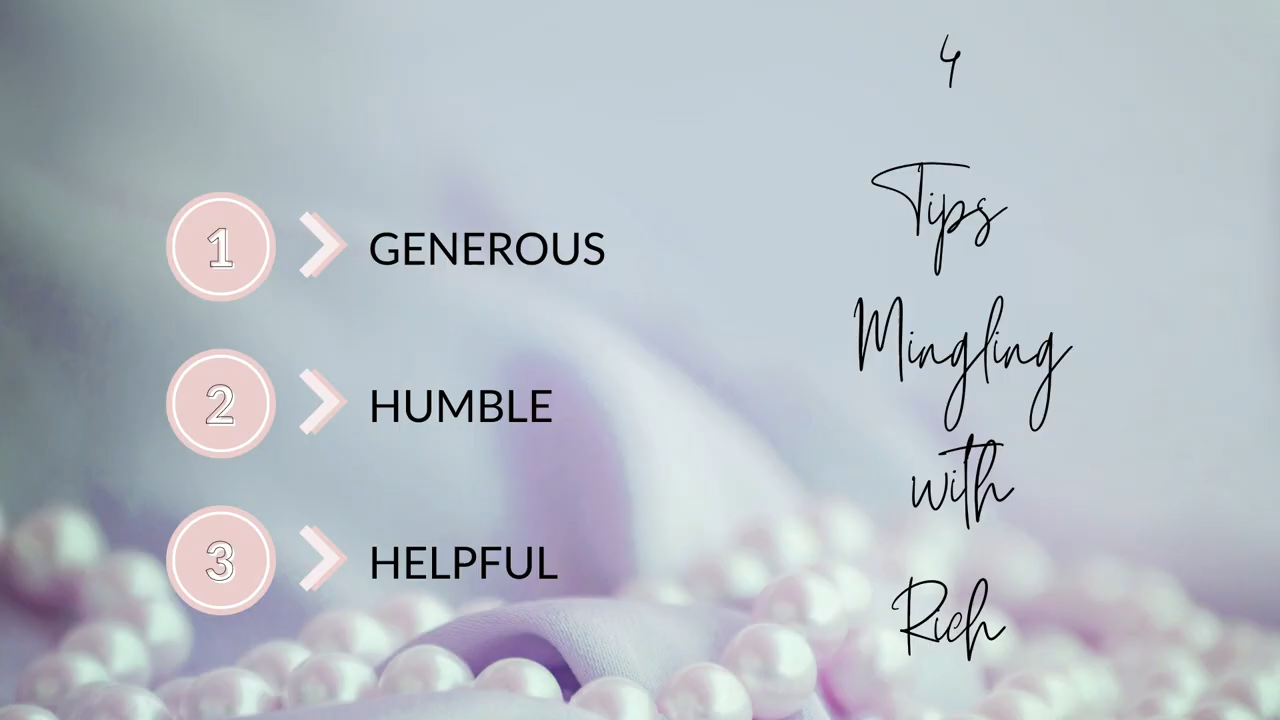 1 GENEROUS
2 HUMBLE
3 HELPFUL
4
Tips
Mingling
with
Rich